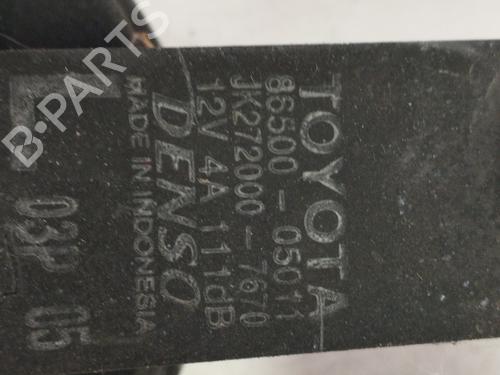 TOYOTA
86500-05011
JK272000-7670
12V 4A 111dB
DENSO
MADE IN INDONESIA
03P 05
B-PARTS